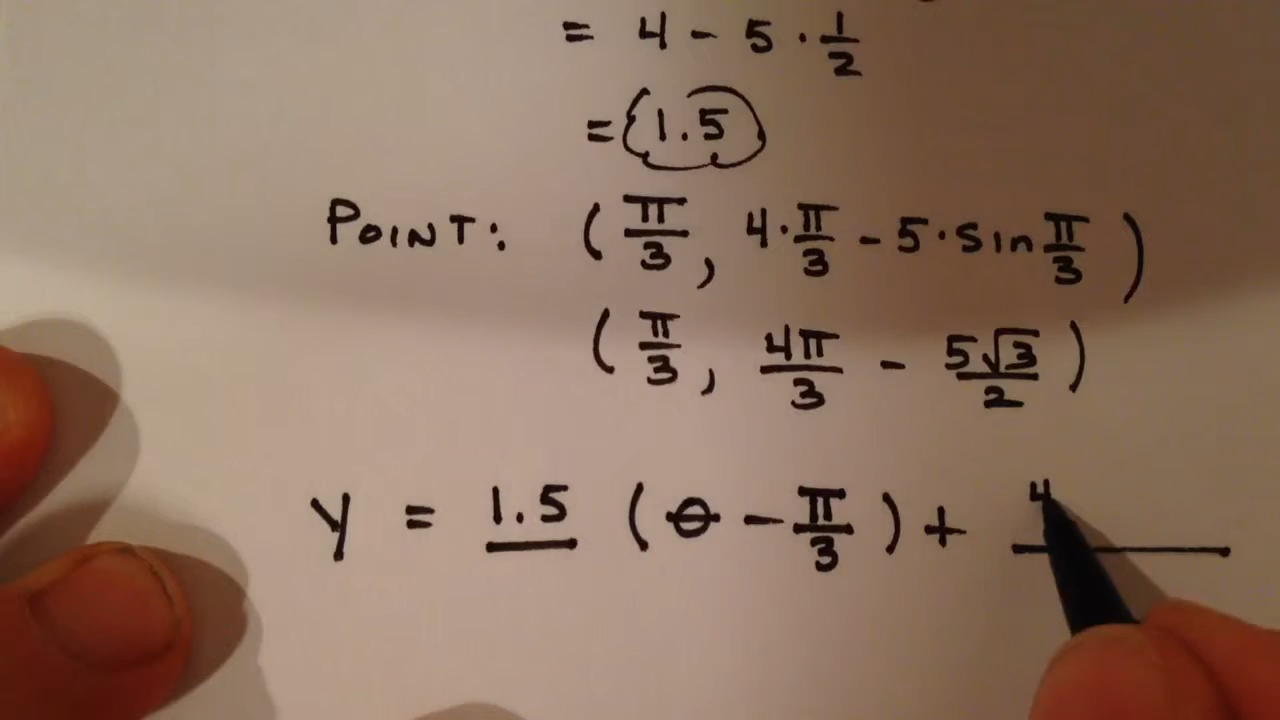 = 4 - 5 · 1/2
= 1.5
POINT: (π/3, 4·π/3 - 5·sin π/3)
(π/3, 4π/3 - 5√3/2)
y = 1.5 (θ - π/3) + 4